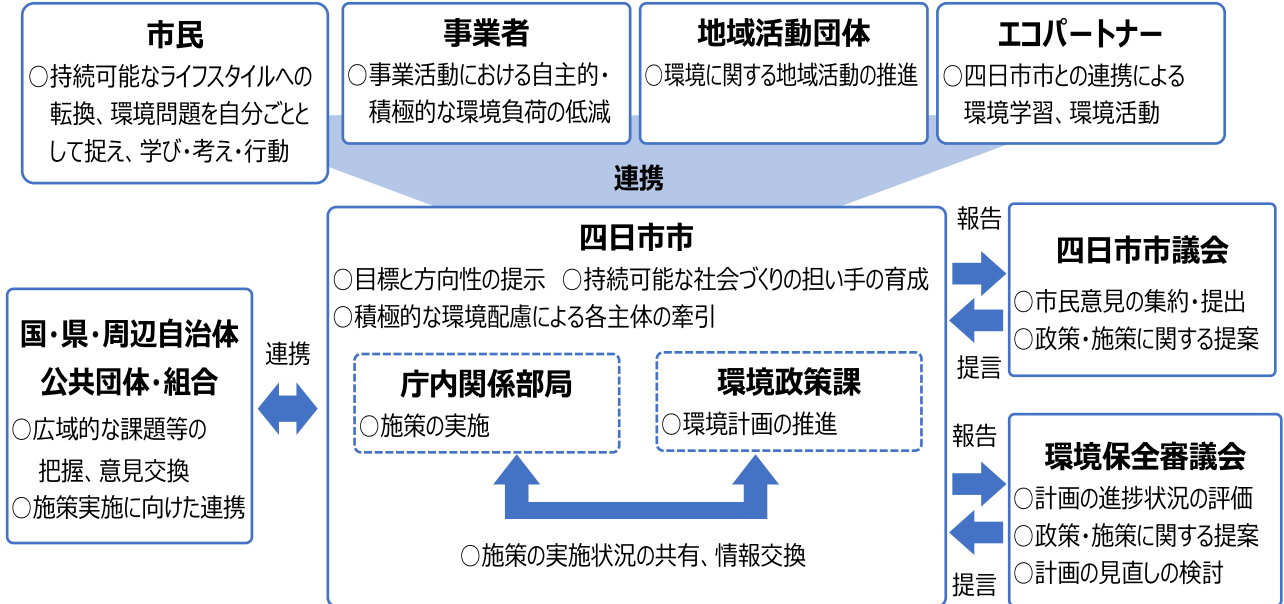 市民
○持続可能なライフスタイルへの
転換、環境問題を自分ごとと
して捉え、学び・考え・行動
事業者
○事業活動における自主的・
積極的な環境負荷の低減
地域活動団体
○環境に関する地域活動の推進
エコパートナー
○四日市市との連携による
環境学習、環境活動
連携
四日市市
○目標と方向性の提示　○持続可能な社会づくりの担い手の育成
○積極的な環境配慮による各主体の牽引
庁内関係部局
○施策の実施
環境政策課
○環境計画の推進
○施策の実施状況の共有、情報交換
国・県・周辺自治体
公共団体・組合
○広域的な課題等の
把握、意見交換
○施策実施に向けた連携
連携
報告
提言
四日市市議会
○市民意見の集約・提出
○政策・施策に関する提案
報告
提言
環境保全審議会
○計画の進捗状況の評価
○政策・施策に関する提案
○計画の見直しの検討